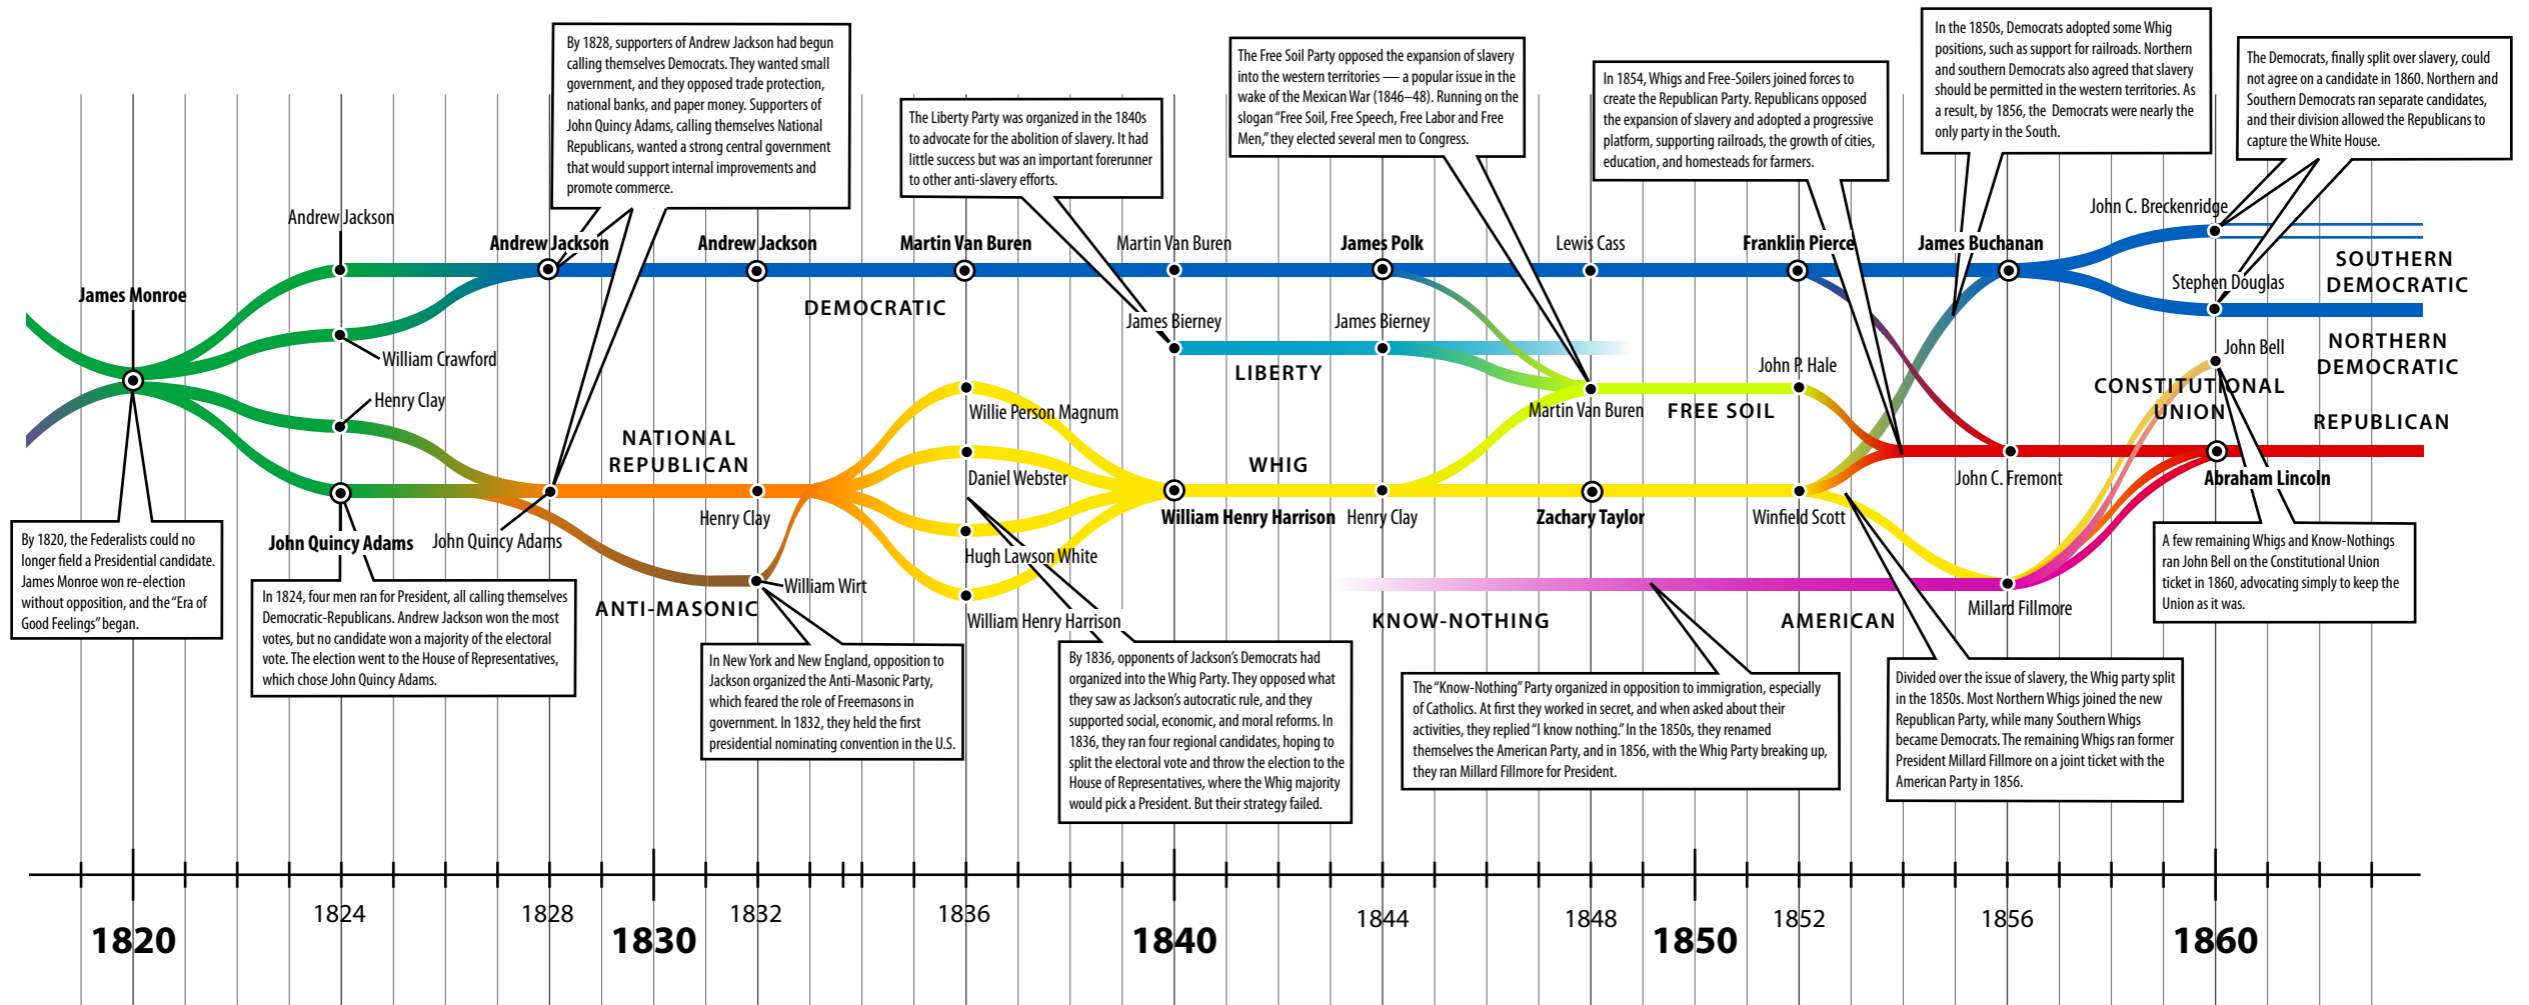 By 1828, supporters of Andrew Jackson had begun
calling themselves Democrats. They wanted small
government, and they opposed trade protection,
national banks, and paper money. Supporters of
John Quincy Adams, calling themselves National
Republicans, wanted a strong central government
that would support internal improvements and
promote commerce.
The Liberty Party was organized in the 1840s
to advocate for the abolition of slavery. It had
little success but was an important forerunner
to other anti-slavery efforts.
The Free Soil Party opposed the expansion of slavery
into the western territories — a popular issue in the
wake of the Mexican War (1846–48). Running on the
slogan “Free Soil, Free Speech, Free Labor and Free
Men,” they elected several men to Congress.
In 1854, Whigs and Free-Soilers joined forces to
create the Republican Party. Republicans opposed
the expansion of slavery and adopted a progressive
platform, supporting railroads, the growth of cities,
education, and homesteads for farmers.
In the 1850s, Democrats adopted some Whig
positions, such as support for railroads. Northern
and southern Democrats also agreed that slavery
should be permitted in the western territories. As
a result, by 1856, the Democrats were nearly the
only party in the South.
The Democrats, finally split over slavery, could
not agree on a candidate in 1860. Northern and
Southern Democrats ran separate candidates,
and their division allowed the Republicans to
capture the White House.
Andrew Jackson
John C. Breckenridge
Andrew Jackson
Andrew Jackson
Martin Van Buren
Martin Van Buren
James Polk
Lewis Cass
Franklin Pierce
James Buchanan
SOUTHERN
DEMOCRATIC
James Monroe
DEMOCRATIC
Stephen Douglas
James Bierney
James Bierney
William Crawford
LIBERTY
John P. Hale
John Bell
NORTHERN
DEMOCRATIC
Henry Clay
Willie Person Magnum
Martin Van Buren
FREE SOIL
CONSTITUTIONAL
UNION
REPUBLICAN
NATIONAL
REPUBLICAN
Daniel Webster
WHIG
John C. Fremont
Abraham Lincoln
John Quincy Adams
John Quincy Adams
Henry Clay
Hugh Lawson White
William Henry Harrison
Henry Clay
Zachary Taylor
Winfield Scott
William Wirt
ANTI-MASONIC
William Henry Harrison
KNOW-NOTHING
AMERICAN
Millard Fillmore
By 1820, the Federalists could no
longer field a Presidential candidate.
James Monroe won re-election
without opposition, and the “Era of
Good Feelings” began.
In 1824, four men ran for President, all calling themselves
Democratic-Republicans. Andrew Jackson won the most
votes, but no candidate won a majority of the electoral
vote. The election went to the House of Representatives,
which chose John Quincy Adams.
In New York and New England, opposition to
Jackson organized the Anti-Masonic Party,
which feared the role of Freemasons in
government. In 1832, they held the first
presidential nominating convention in the U.S.
By 1836, opponents of Jackson’s Democrats had
organized into the Whig Party. They opposed what
they saw as Jackson’s autocratic rule, and they
supported social, economic, and moral reforms. In
1836, they ran four regional candidates, hoping to
split the electoral vote and throw the election to the
House of Representatives, where the Whig majority
would pick a President. But their strategy failed.
The “Know-Nothing” Party organized in opposition to immigration, especially
of Catholics. At first they worked in secret, and when asked about their
activities, they replied “I know nothing.” In the 1850s, they renamed
themselves the American Party, and in 1856, with the Whig Party breaking up,
they ran Millard Fillmore for President.
Divided over the issue of slavery, the Whig party split
in the 1850s. Most Northern Whigs joined the new
Republican Party, while many Southern Whigs
became Democrats. The remaining Whigs ran former
President Millard Fillmore on a joint ticket with the
American Party in 1856.
A few remaining Whigs and Know-Nothings
ran John Bell on the Constitutional Union
ticket in 1860, advocating simply to keep the
Union as it was.
1820
1824
1828
1830
1832
1836
1840
1844
1848
1850
1852
1856
1860